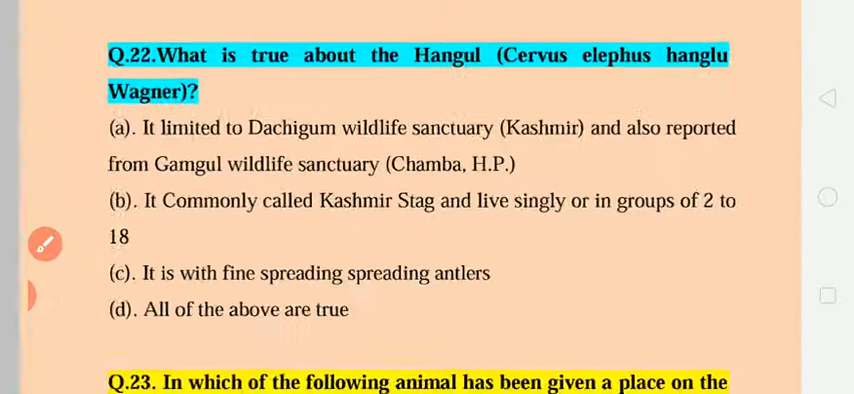 Q.22.What is true about the Hangul (Cervus elephus hanglu
Wagner)?
(a). It limited to Dachigum wildlife sanctuary (Kashmir) and also reported
from Gamgul wildlife sanctuary (Chamba, H.P.)
(b). It Commonly called Kashmir Stag and live singly or in groups of 2 to
18
(c). It is with fine spreading spreading antlers
(d). All of the above are true
Q.23. In which of the following animal has been given a place on the